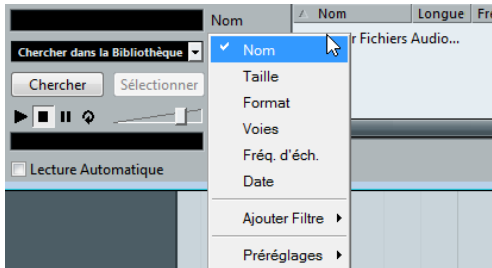 Nom
Nom Longue Fré
Chercher dans la Bibliothèque
r Fichiers Audio...
Chercher Sélectionner
Lecture Automatique
Nom
Taille
Format
Voies
Fréq. d'éch.
Date
Ajouter Filtre
Préréglages